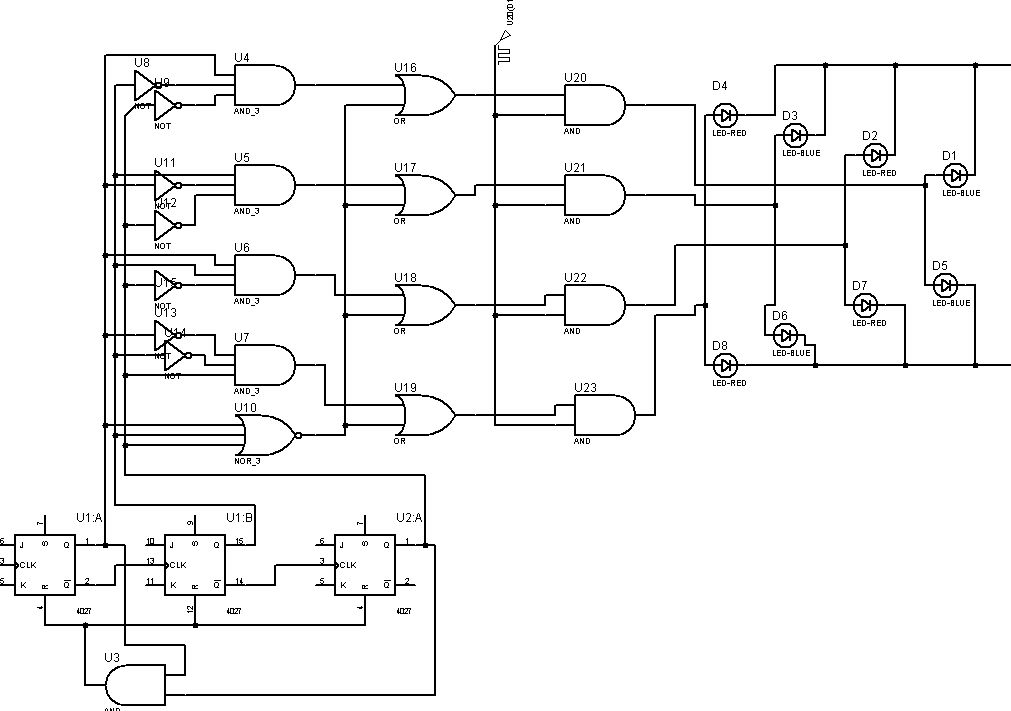 U20(D1
U8
U9
U4
NOT
NOT
AND_3
U16
OR
U20
AND
D4
LED-RED
D3
LED-BLUE
D2
LED-RED
D1
LED-BLUE
U11
NOT
U12
NOT
U5
AND_3
U17
OR
U21
AND
U6
AND_3
U15
NOT
U18
OR
U22
AND
D5
LED-BLUE
D7
LED-RED
D6
LED-BLUE
D8
LED-RED
U13
NOT
U14
NOT
U7
AND_3
U19
OR
U23
AND
U10
NOR_3
U1:A
U1:B
U2:A
7
9
7
6 J S Q 1
10 J S Q 15
6 J S Q 1
3 CLK
13 CLK
3 CLK
5 K R Q 2
11 K R Q 14
5 K R Q 2
4
12
4
4027
4027
4027
U3
AND